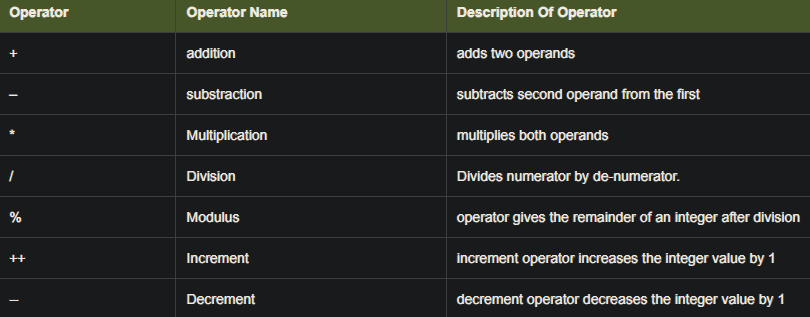 Operator Operator Name Description Of Operator
+ addition adds two operands
– substraction subtracts second operand from the first
* Multiplication multiplies both operands
/ Division Divides numerator by de-numerator.
% Modulus operator gives the remainder of an integer after division
++ Increment increment operator increases the integer value by 1
– Decrement decrement operator decreases the integer value by 1